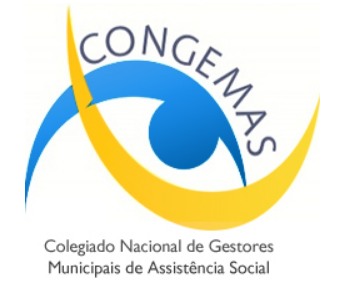 CONGEMAS
Colegiado Nacional de Gestores
Municipais de Assistência Social